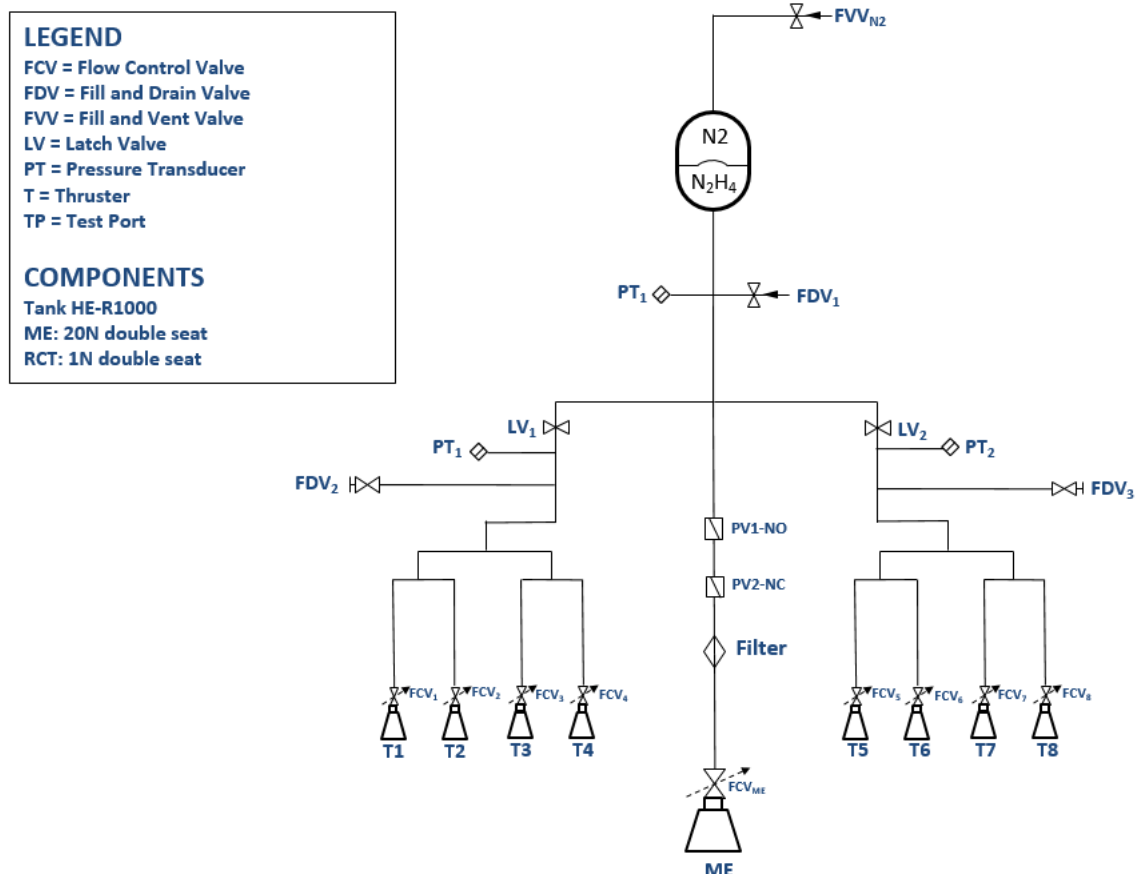 LEGEND
FCV = Flow Control Valve
FDV = Fill and Drain Valve
FVV = Fill and Vent Valve
LV = Latch Valve
PT = Pressure Transducer
T = Thruster
TP = Test Port
COMPONENTS
Tank HE-R1000
ME: 20N double seat
RCT: 1N double seat
FVV_N2
N2
N₂H₄
PT₁
FDV₁
LV₁
LV₂
PT₁
PT₂
FDV₂
FDV₃
PV1-NO
PV2-NC
Filter
FCV₁
FCV₂
FCV₃
FCV₄
FCV₅
FCV₆
FCV₇
FCV₈
T1
T2
T3
T4
T5
T6
T7
T8
FCV_ME
ME